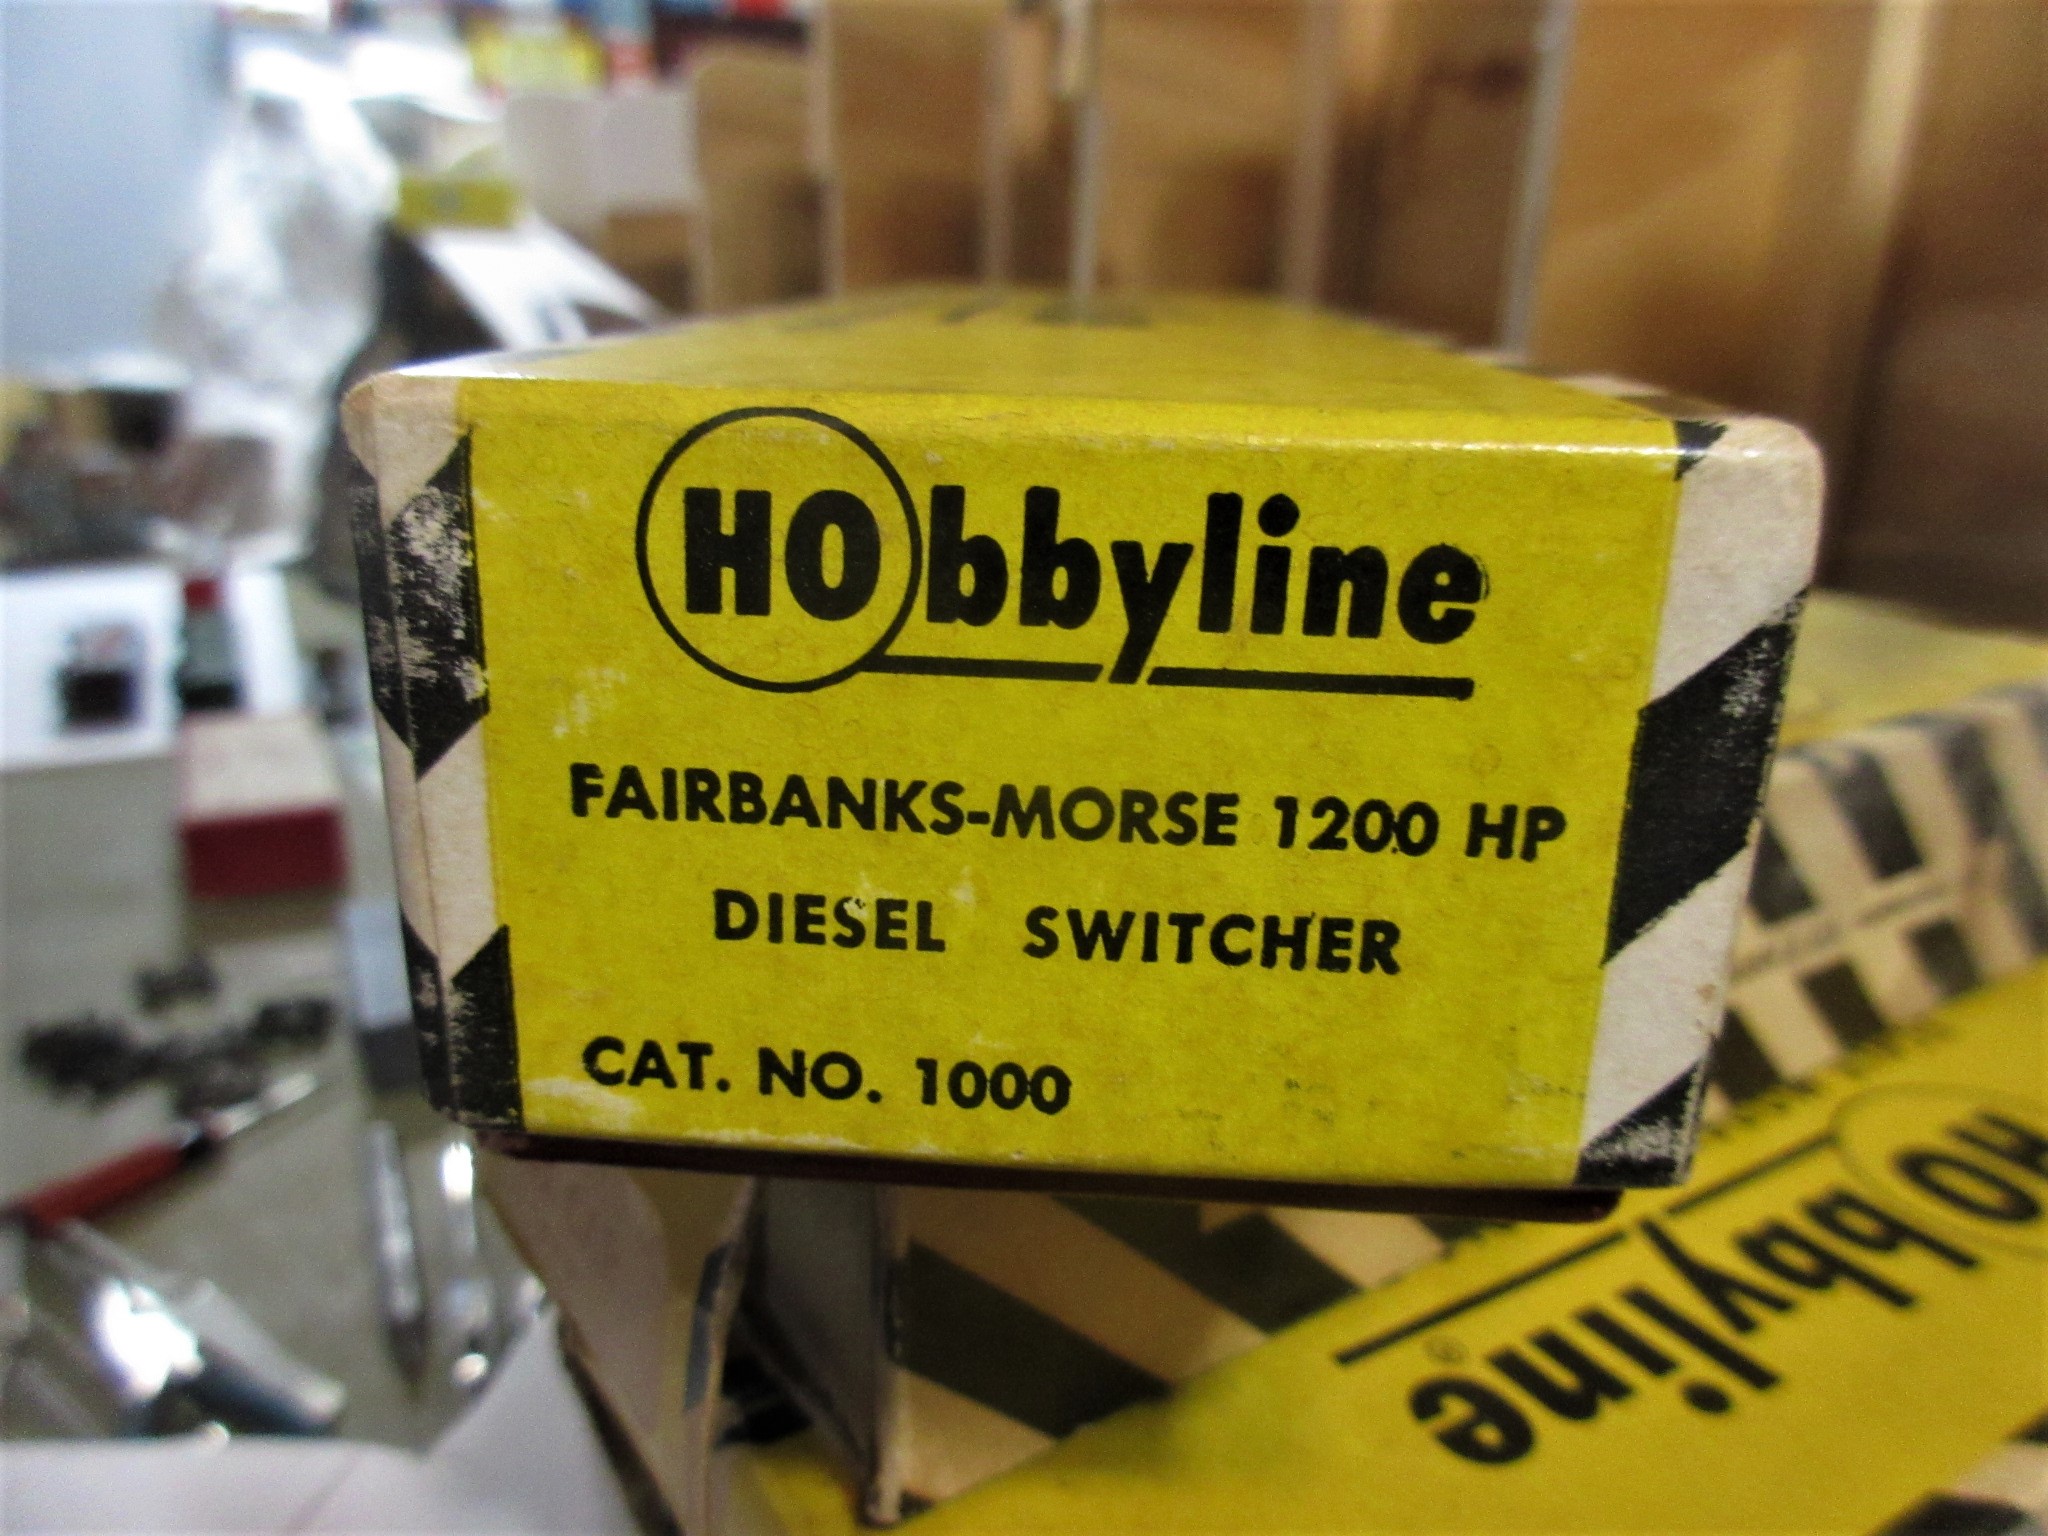 HObbyline
FAIRBANKS-MORSE 1200 HP
DIESEL SWITCHER
CAT. NO. 1000
HObbyline®